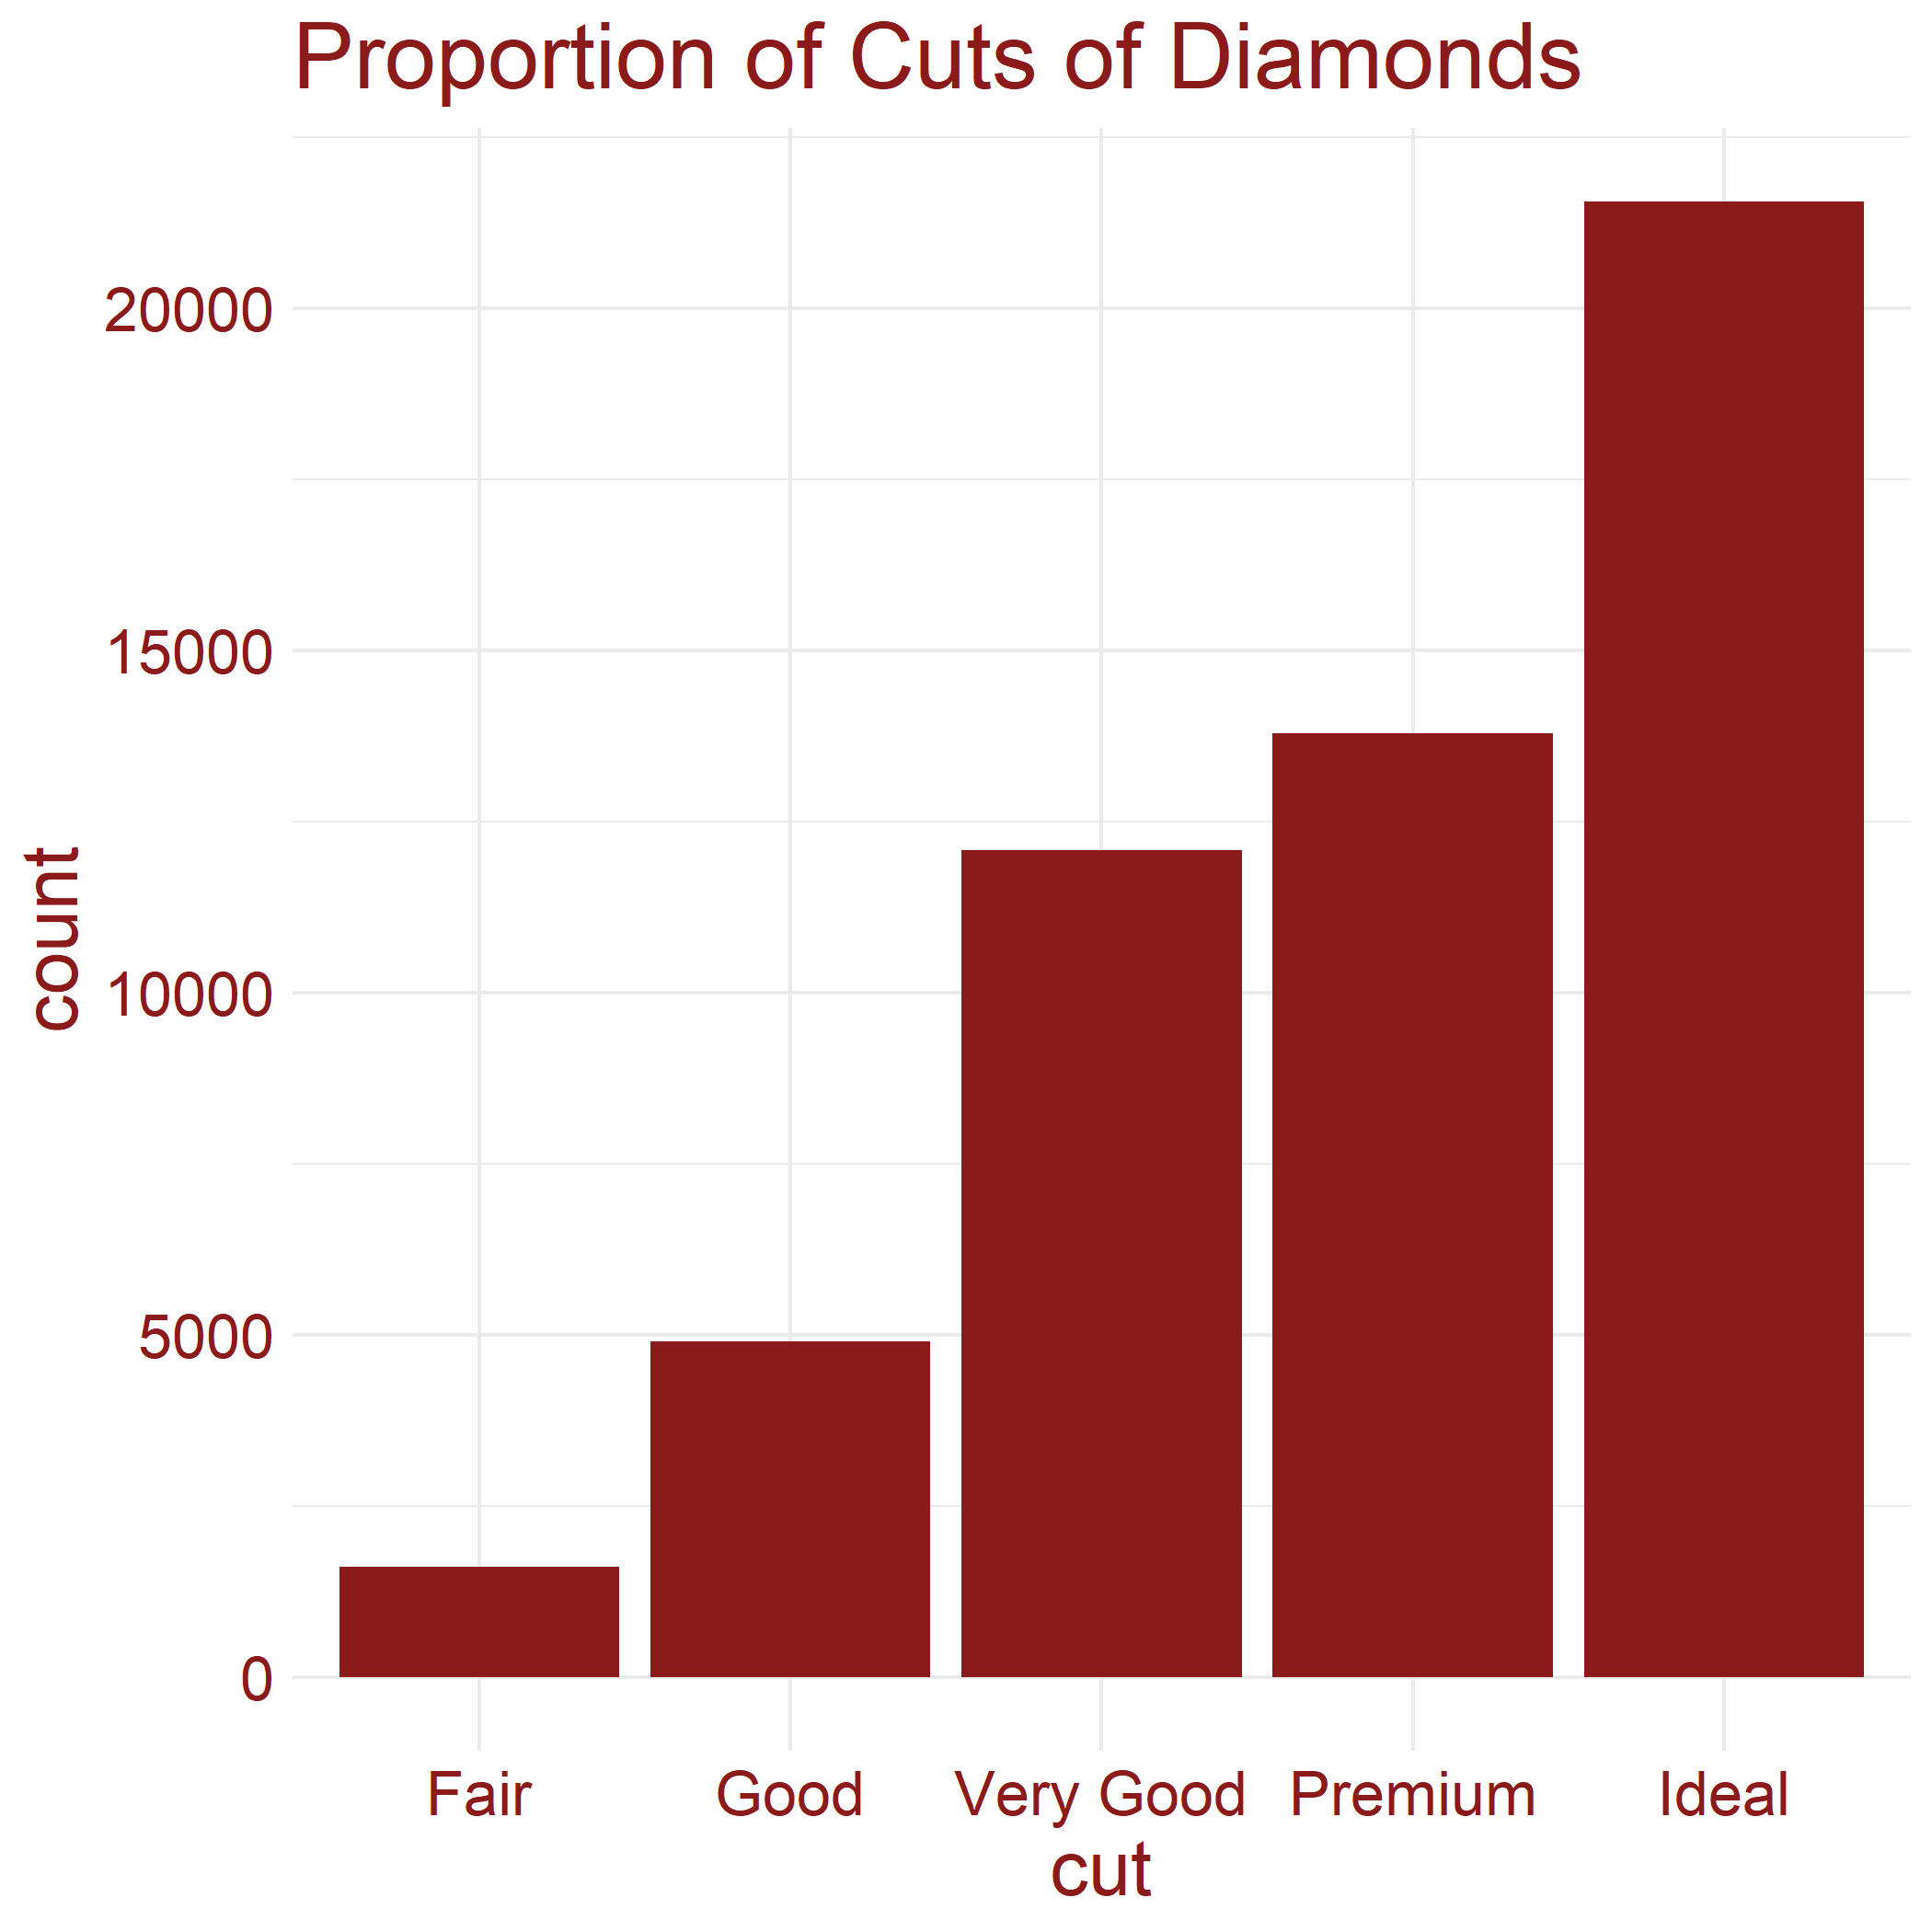 Proportion of Cuts of Diamonds
count
20000
15000
10000
5000
0
Fair Good Very Good Premium Ideal
cut